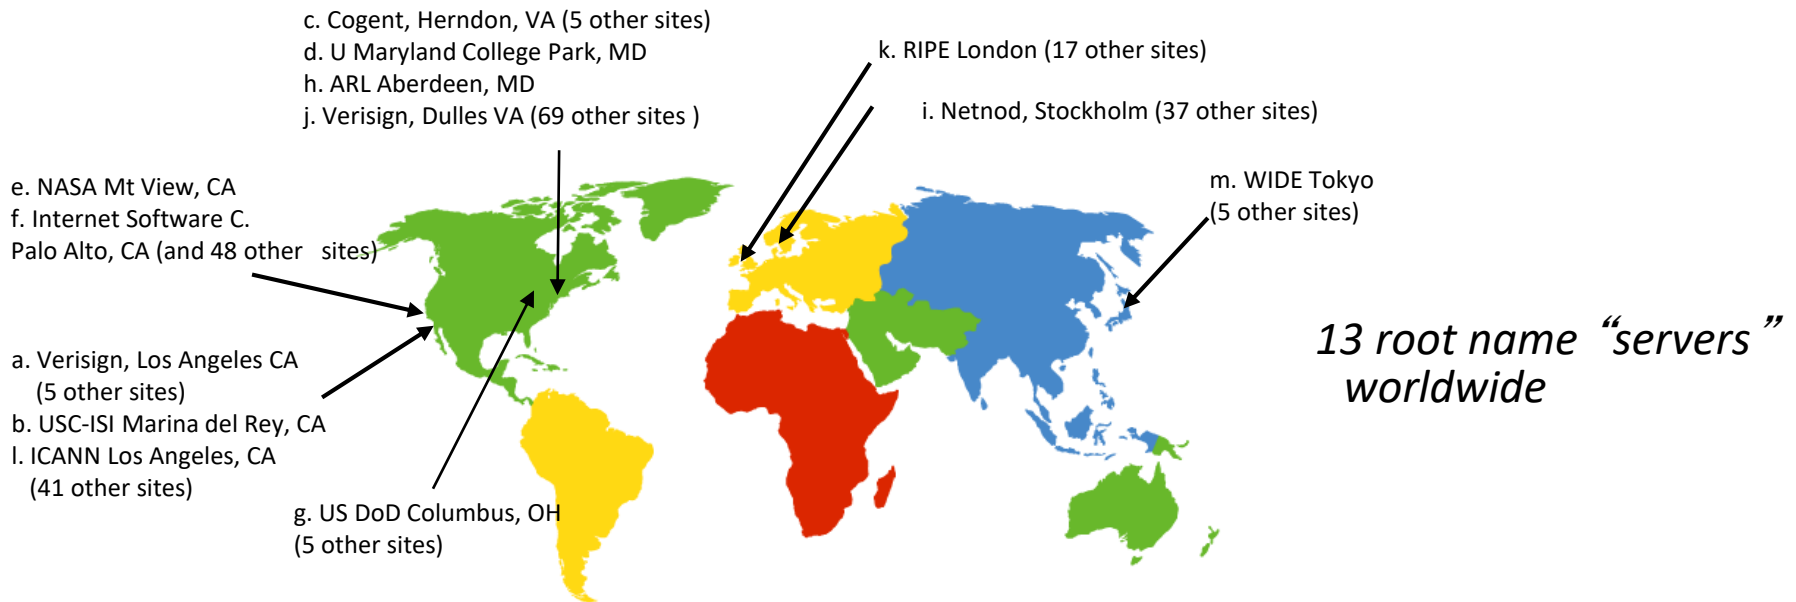 c. Cogent, Herndon, VA (5 other sites)
d. U Maryland College Park, MD
h. ARL Aberdeen, MD
j. Verisign, Dulles VA (69 other sites )
k. RIPE London (17 other sites)
i. Netnod, Stockholm (37 other sites)
e. NASA Mt View, CA
f. Internet Software C.
Palo Alto, CA (and 48 other sites)
m. WIDE Tokyo
(5 other sites)
a. Verisign, Los Angeles CA
(5 other sites)
b. USC-ISI Marina del Rey, CA
l. ICANN Los Angeles, CA
(41 other sites)
g. US DoD Columbus, OH
(5 other sites)
13 root name “servers”
worldwide